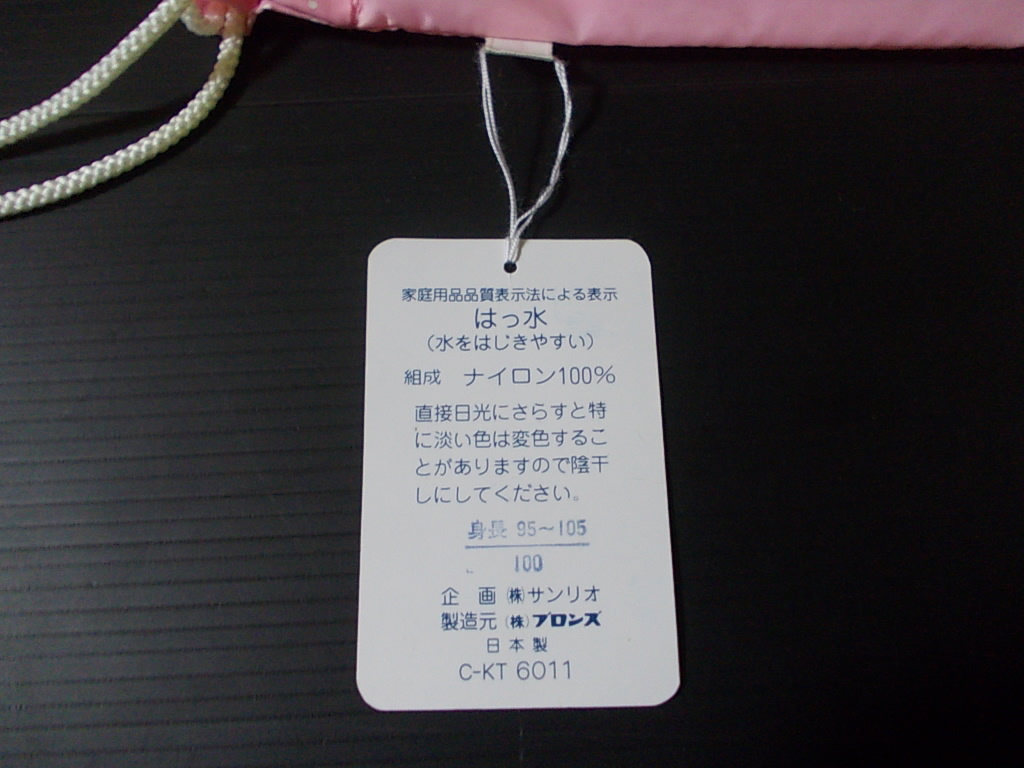 家庭用品品質表示法による表示
はっ水
(水をはじきやすい)
組成 ナイロン100%
直接日光にさらすと特
に淡い色は変色するこ
とがありますので陰干
しにしてください。
身長 95~105
100
企画 ㈱サンリオ
製造元 (株)ブロンズ
日本製
C-KT 6011